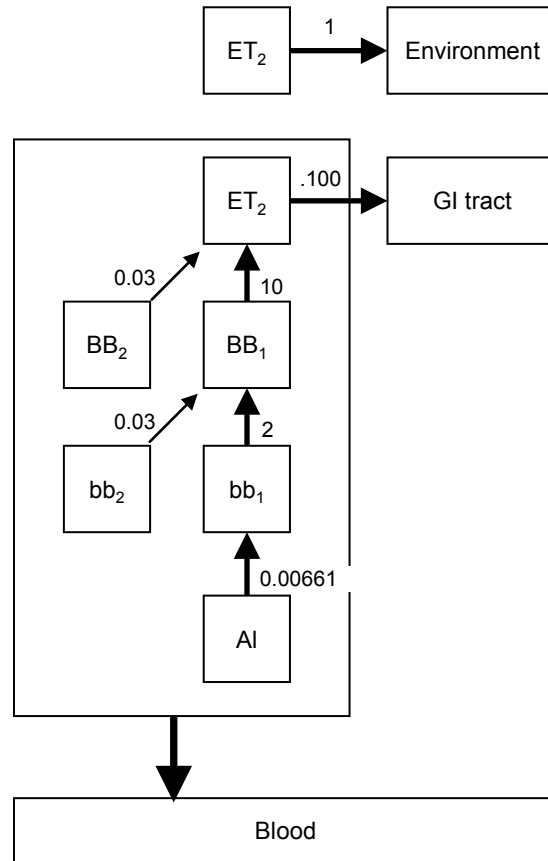 1
ET₂ Environment
.100
ET₂ GI tract
0.03 10
BB₂ BB₁
0.03 2
bb₂ bb₁
0.00661
AI
Blood